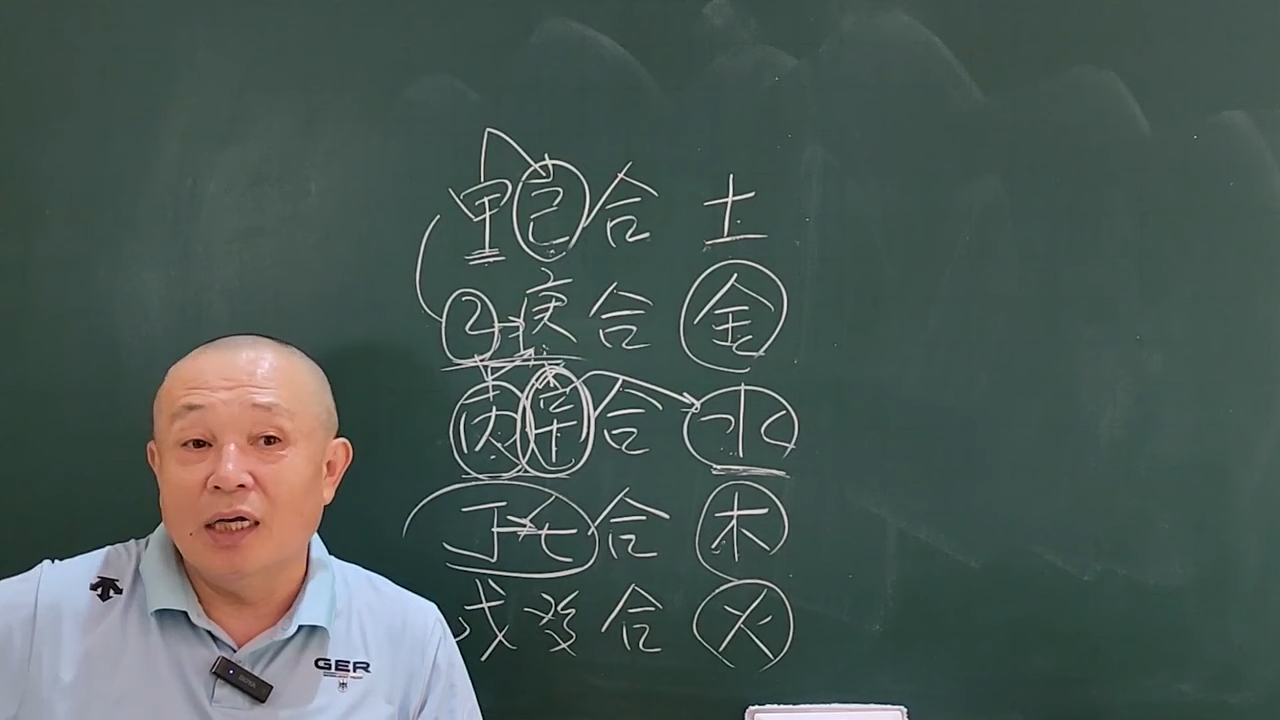 甲己合 土
乙庚合 金
丙辛合 水
丁壬合 木
戊癸合 火
GER